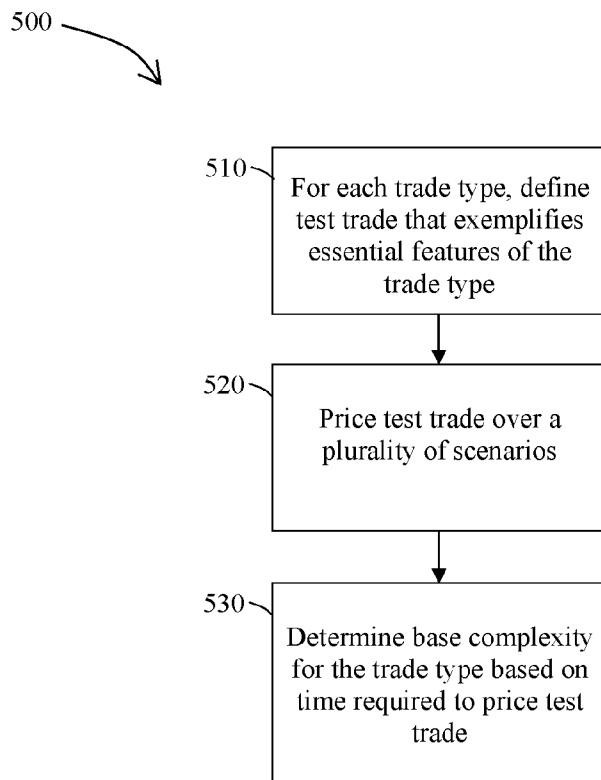 500
510
For each trade type, define
test trade that exemplifies
essential features of the
trade type
520
Price test trade over a
plurality of scenarios
530
Determine base complexity
for the trade type based on
time required to price test
trade